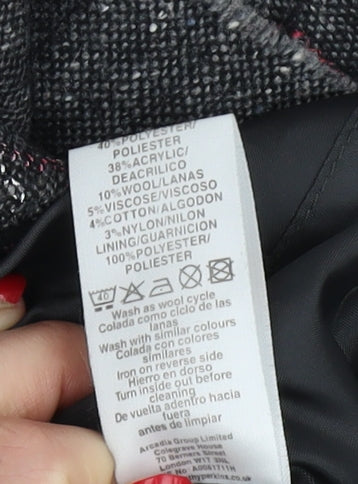 40%POLYESTER/
POLIESTER
38%ACRYLIC/
DEACRILICO
10%WOOL/LANAS
5%VISCOSE/VISCOSO
4%COTTON/ALGODON
3%NYLON/NILON
LINING/GUARNICION
100%POLYESTER/
POLIESTER
40
Wash as wool cycle
Colada como ciclo de las
lanas
Wash with similar colours
Colada con colores
similares
Iron on reverse side
Hierro en dorso
Turn inside out before
cleaning
De vuelta adentro hacia
fuera
antes de limpiar
Arcadia Group Limited
Colegrave House
70 Berners Street
London W1T 3NL
hyperkins.co.uk